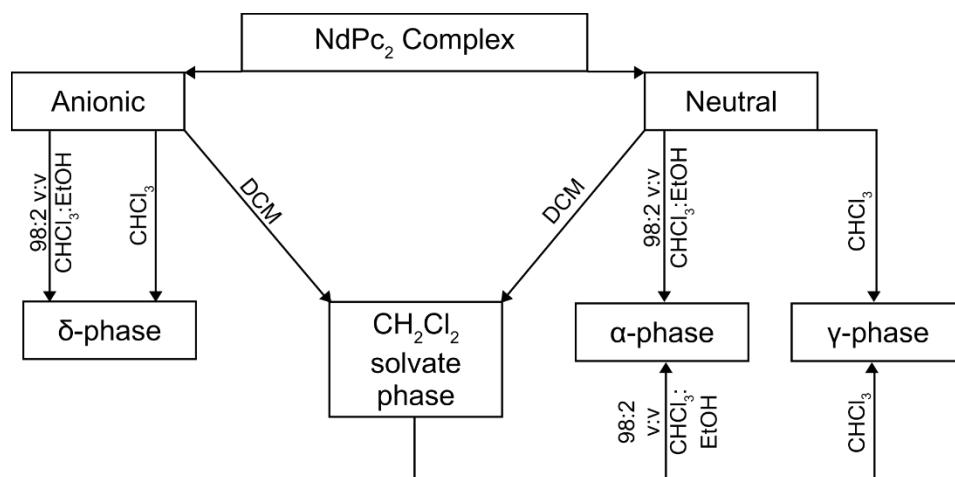 NdPc₂ Complex
Anionic
Neutral
98:2 v:v
CHCl₃:EtOH
CHCl₃
DCM
DCM
98:2 v:v
CHCl₃:EtOH
CHCl₃
δ-phase
CH₂Cl₂
solvate
phase
α-phase
γ-phase
98:2
v:v
CHCl₃:
EtOH
CHCl₃